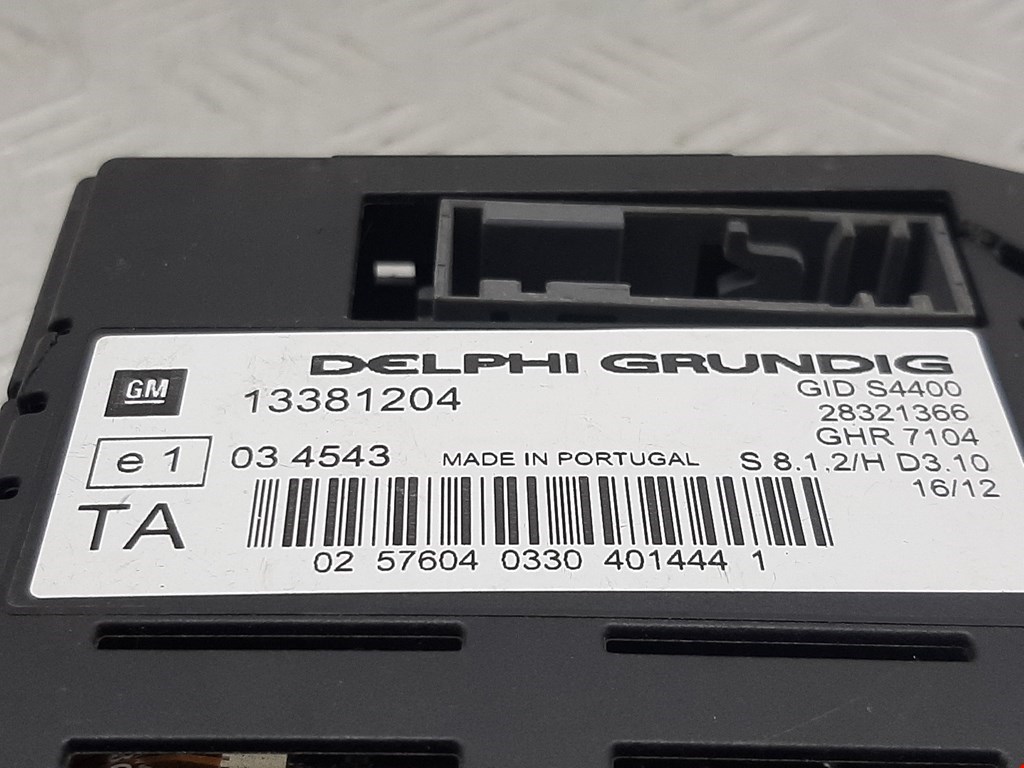 DELPHI GRUNDIG
GM 13381204 GID S4400
28321366
GHR 7104
e1 03 4543 MADE IN PORTUGAL S 8.1.2/H D3.10
16/12
TA
02 57604 0330 401444 1